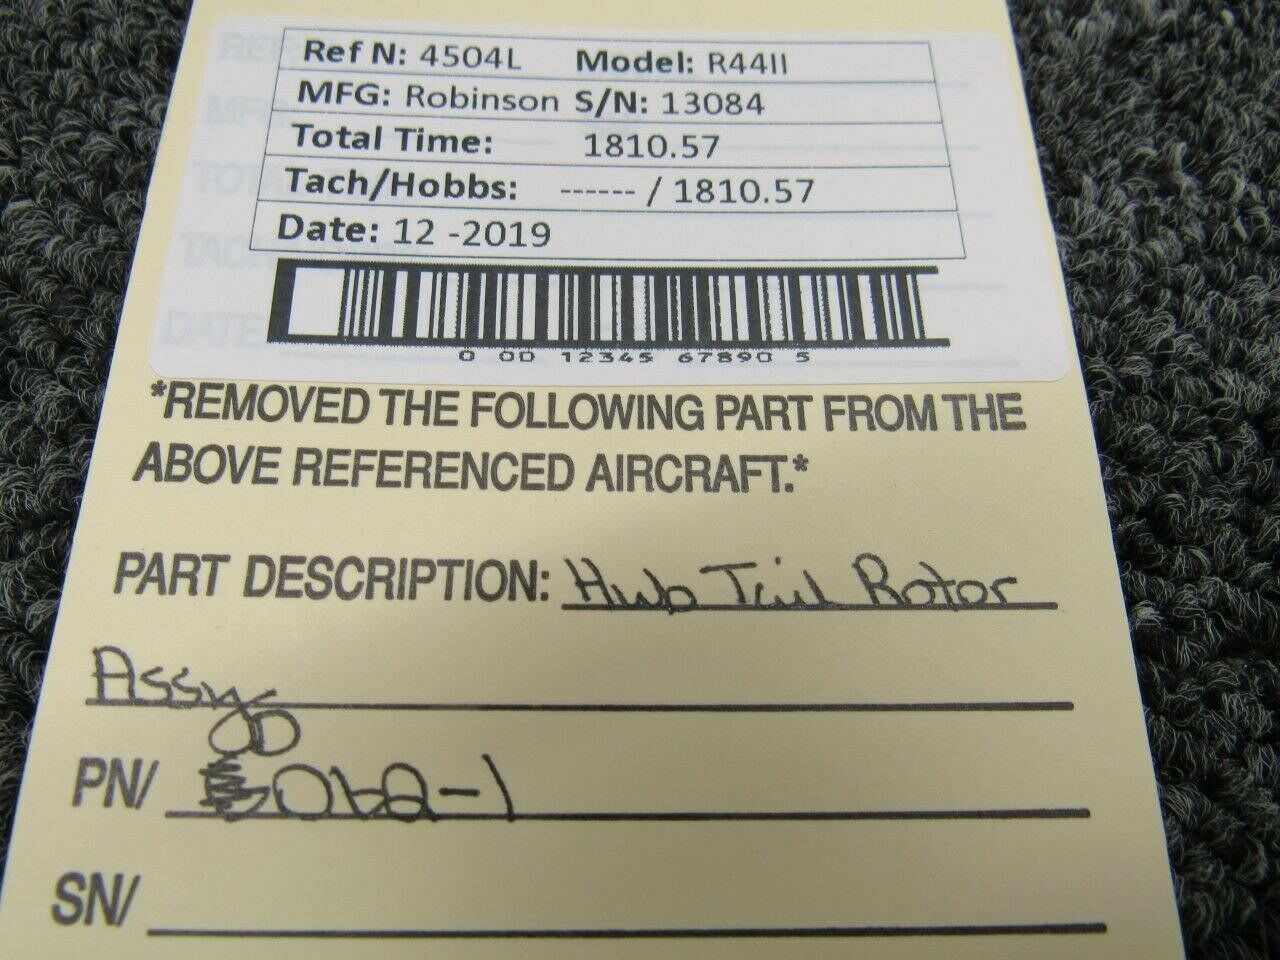 Ref N: 4504L Model: R44II
MFG: Robinson S/N: 13084
Total Time: 1810.57
Tach/Hobbs: ------ / 1810.57
Date: 12 -2019
0 00 12345 67890 5
*REMOVED THE FOLLOWING PART FROM THE
ABOVE REFERENCED AIRCRAFT.*
PART DESCRIPTION: Hub Tail Rotor
Assy
PN/ 062-1
SN/